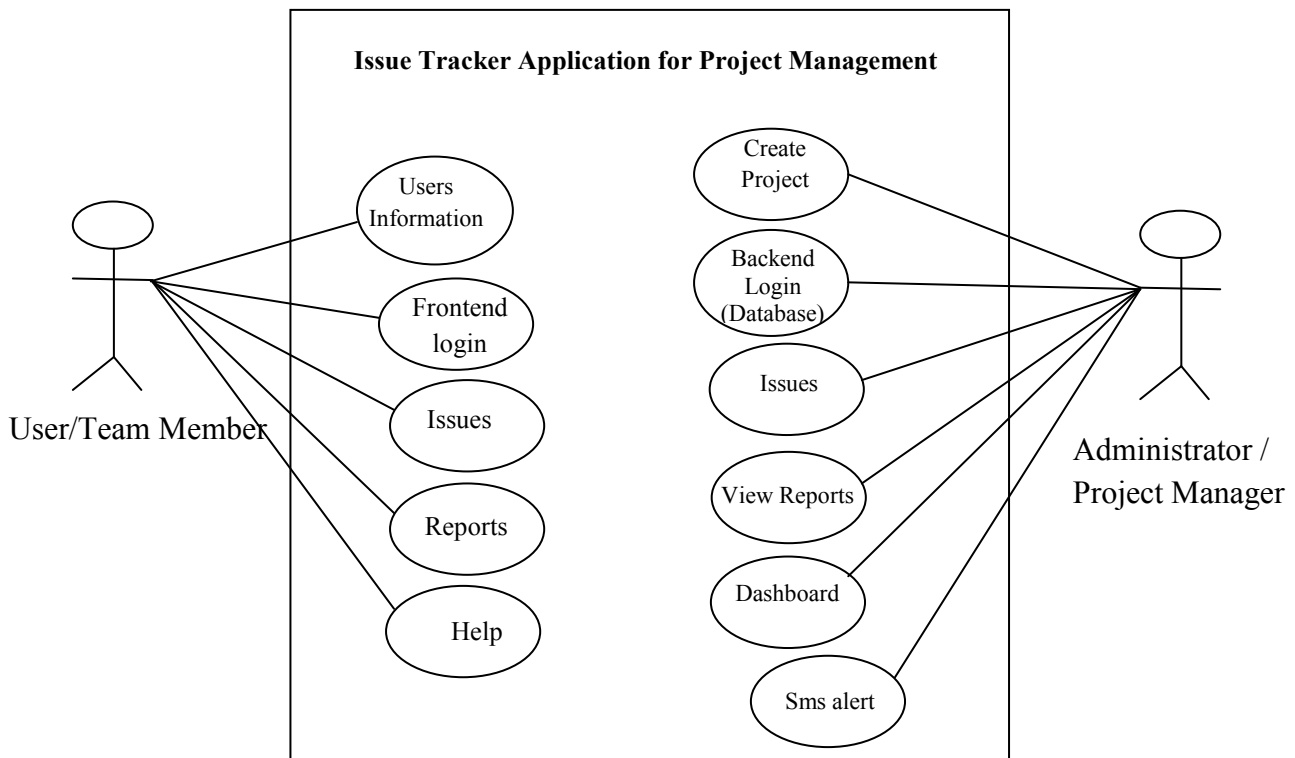 Issue Tracker Application for Project Management
Users
Information
Frontend
login
Issues
Reports
Help
User/Team Member
Create
Project
Backend
Login
(Database)
Issues
View Reports
Dashboard
Sms alert
Administrator /
Project Manager